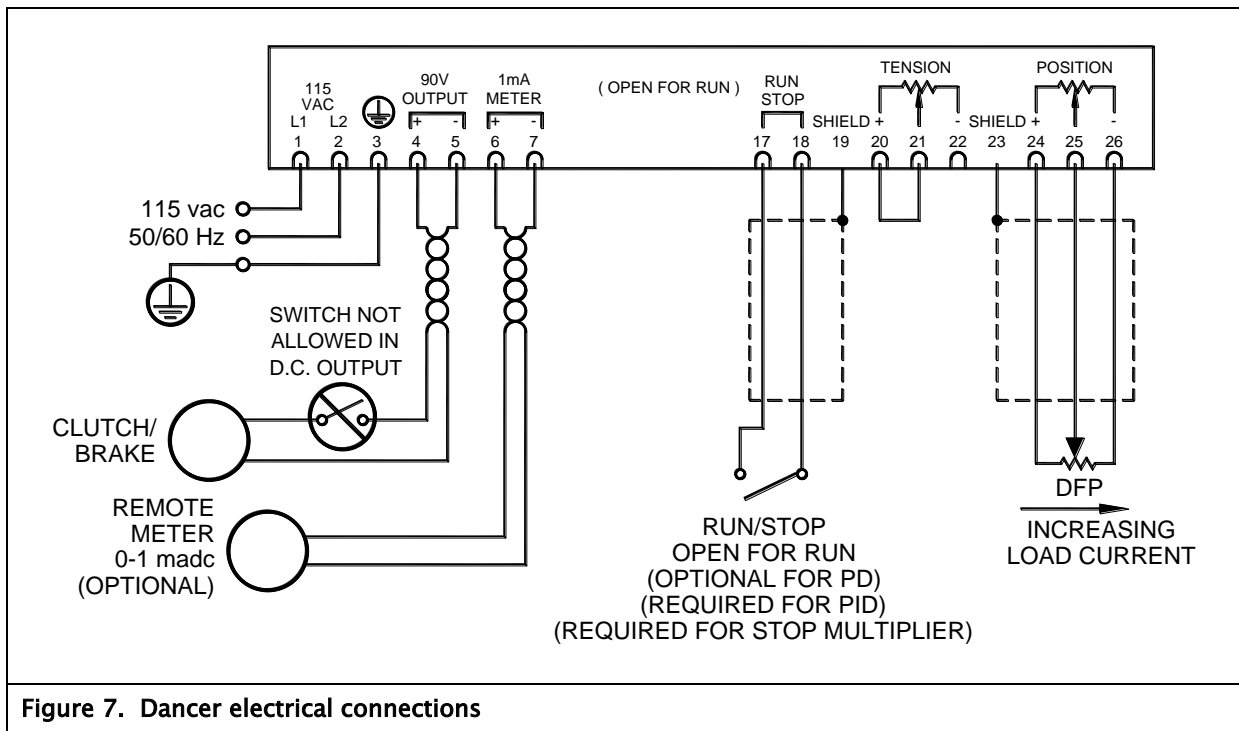 115
VAC
L1 L2
90V
OUTPUT
+ -
1mA
METER
+ -
( OPEN FOR RUN )
RUN
STOP
TENSION
SHIELD + -
POSITION
SHIELD + -
1 2 3 4 5 6 7 17 18 19 20 21 22 23 24 25 26
115 vac
50/60 Hz
SWITCH NOT
ALLOWED IN
D.C. OUTPUT
CLUTCH/
BRAKE
REMOTE
METER
0-1 madc
(OPTIONAL)
RUN/STOP
OPEN FOR RUN
(OPTIONAL FOR PD)
(REQUIRED FOR PID)
(REQUIRED FOR STOP MULTIPLIER)
DFP
INCREASING
LOAD CURRENT
Figure 7. Dancer electrical connections